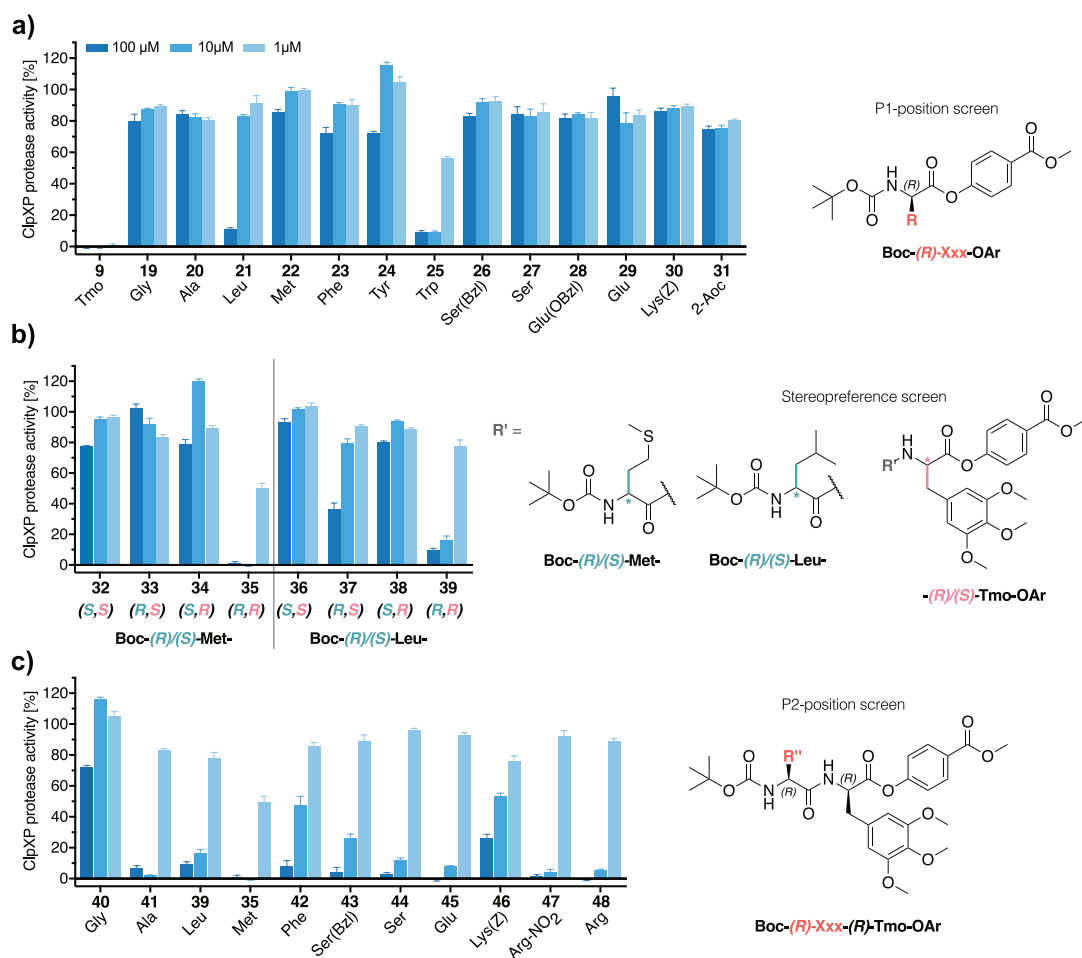 a)
100 µM 10µM 1µM
ClpXP protease activity [%]
120
100
80
60
40
20
0
9 19 20 21 22 23 24 25 26 27 28 29 30 31
Tmo Gly Ala Leu Met Phe Tyr Trp Ser(Bzl) Ser Glu(OBzl) Glu Lys(Z) 2-Aoc
P1-position screen
O O O O H N (R) O O R
Boc-(R)-Xxx-OAr
b)
ClpXP protease activity [%]
120
100
80
60
40
20
0
32 33 34 35 36 37 38 39
(S,S) (R,S) (S,R) (R,R) (S,S) (R,S) (S,R) (R,R)
Boc-(R)/(S)-Met- Boc-(R)/(S)-Leu-
Stereopreference screen
R' =
S O O N H * O
Boc-(R)/(S)-Met-
O O N H * O
Boc-(R)/(S)-Leu-
R' H N * O O O O O O O
-(R)/(S)-Tmo-OAr
c)
ClpXP protease activity [%]
120
100
80
60
40
20
0
40 41 39 35 42 43 44 45 46 47 48
Gly Ala Leu Met Phe Ser(Bzl) Ser Glu Lys(Z) Arg-NO2 Arg
P2-position screen
O O N H R'' (R) O H N (R) O O O O O O O
Boc-(R)-Xxx-(R)-Tmo-OAr